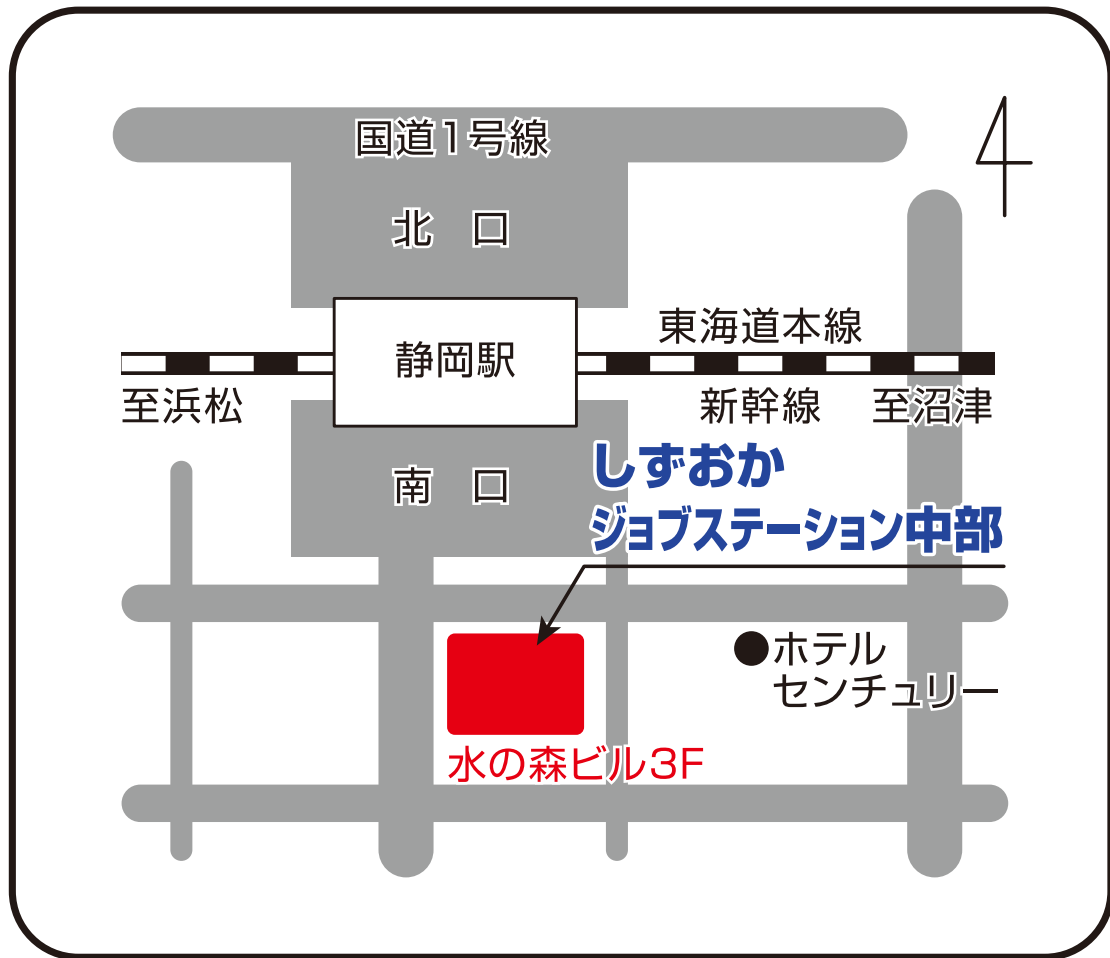 国道1号線
北 口
静岡駅
東海道本線
至浜松
新幹線
至沼津
南 口
しずおか
ジョブステーション中部
ホテル
センチュリー
水の森ビル3F